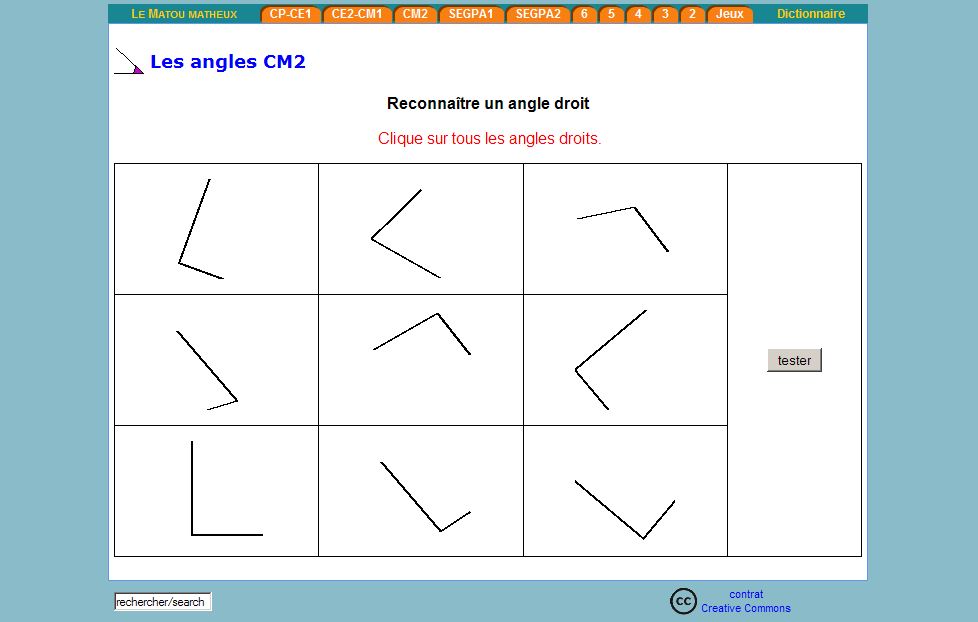 LE MATOU MATHEUX CP-CE1 CE2-CM1 CM2 SEGPA1 SEGPA2 6 5 4 3 2 Jeux Dictionnaire
Les angles CM2
Reconnaître un angle droit
Clique sur tous les angles droits.
tester
rechercher/search
cc
contrat
Creative Commons